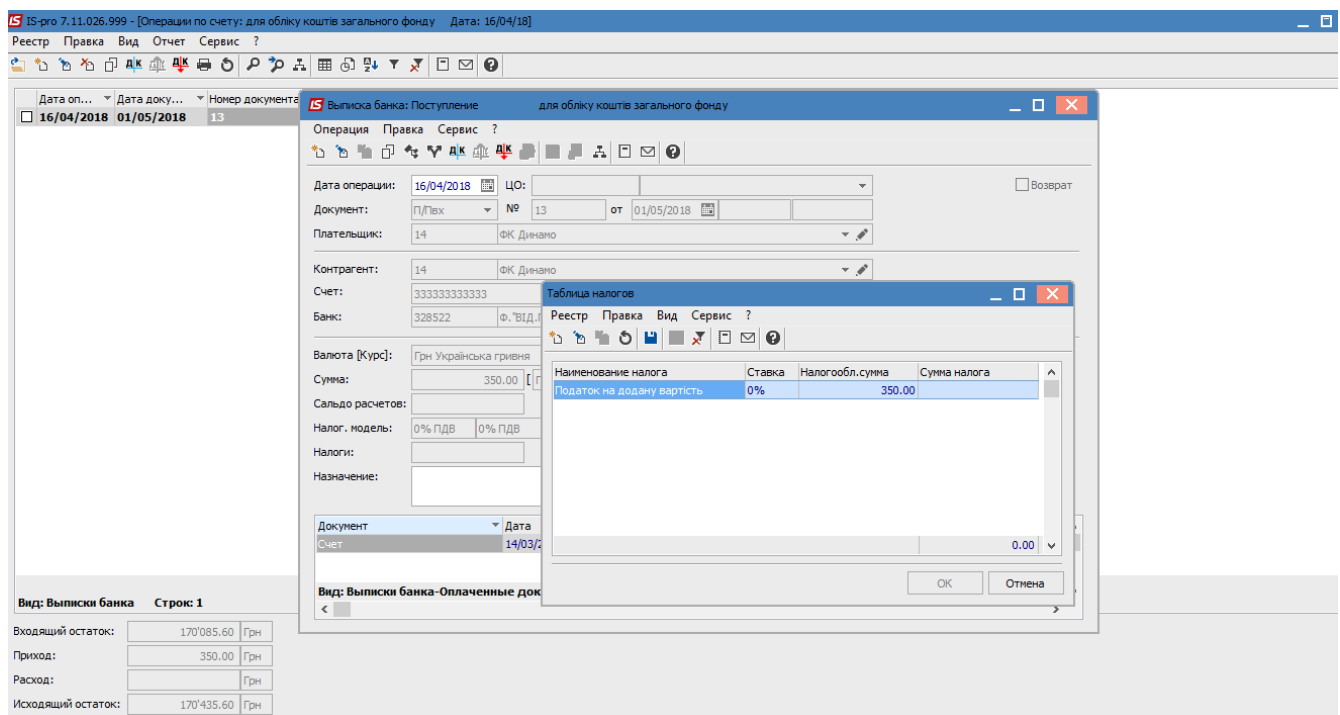 IS-pro 7.11.026.999 - [Операции по счету: для обліку коштів загального фонду Дата: 16/04/18]
Реестр Правка Вид Отчет Сервис ?
Дата оп... Дата доку... Номер документа
16/04/2018 01/05/2018 13
Выписка банка: Поступление для обліку коштів загального фонду
Операция Правка Сервис ?
Дата операции: 16/04/2018 ЦО: Возврат
Документ: П/Пвх № 13 от 01/05/2018
Плательщик: 14 ФК Динамо
Контрагент: 14 ФК Динамо
Счет: 333333333333
Банк: 328522 Ф."ВІД.
Валюта [Курс]: Грн Українська гривня
Сумма: 350.00 [
Сальдо расчетов:
Налог. модель: 0% ПДВ 0% ПДВ
Налоги:
Назначение:
Документ Дата
Счет 14/03/2
Вид: Выписки банка-Оплаченные док
Таблица налогов
Реестр Правка Вид Сервис ?
Наименование налога Ставка Налогообл.сумма Сумма налога
Податок на додану вартість 0% 350.00
0.00
OK Отмена
Вид: Выписки банка Строк: 1
Входящий остаток: 170'085.60 Грн
Приход: 350.00 Грн
Расход: Грн
Исходящий остаток: 170'435.60 Грн